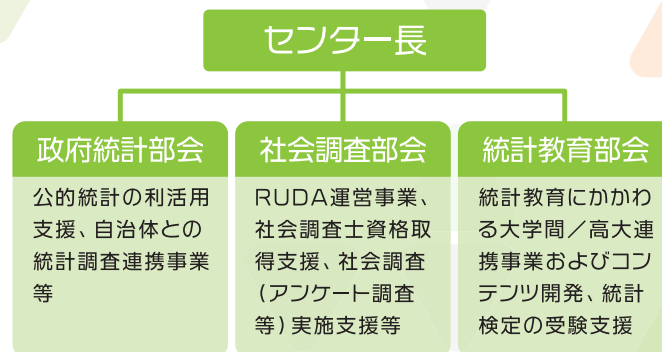 センター長
政府統計部会
公的統計の利活用
支援、自治体との
統計調査連携事業
等
社会調査部会
RUDA運営事業、
社会調査士資格取
得支援、社会調査
(アンケート調査
等)実施支援等
統計教育部会
統計教育にかかわ
る大学間／高大連
携事業およびコン
テンツ開発、統計
検定の受験支援